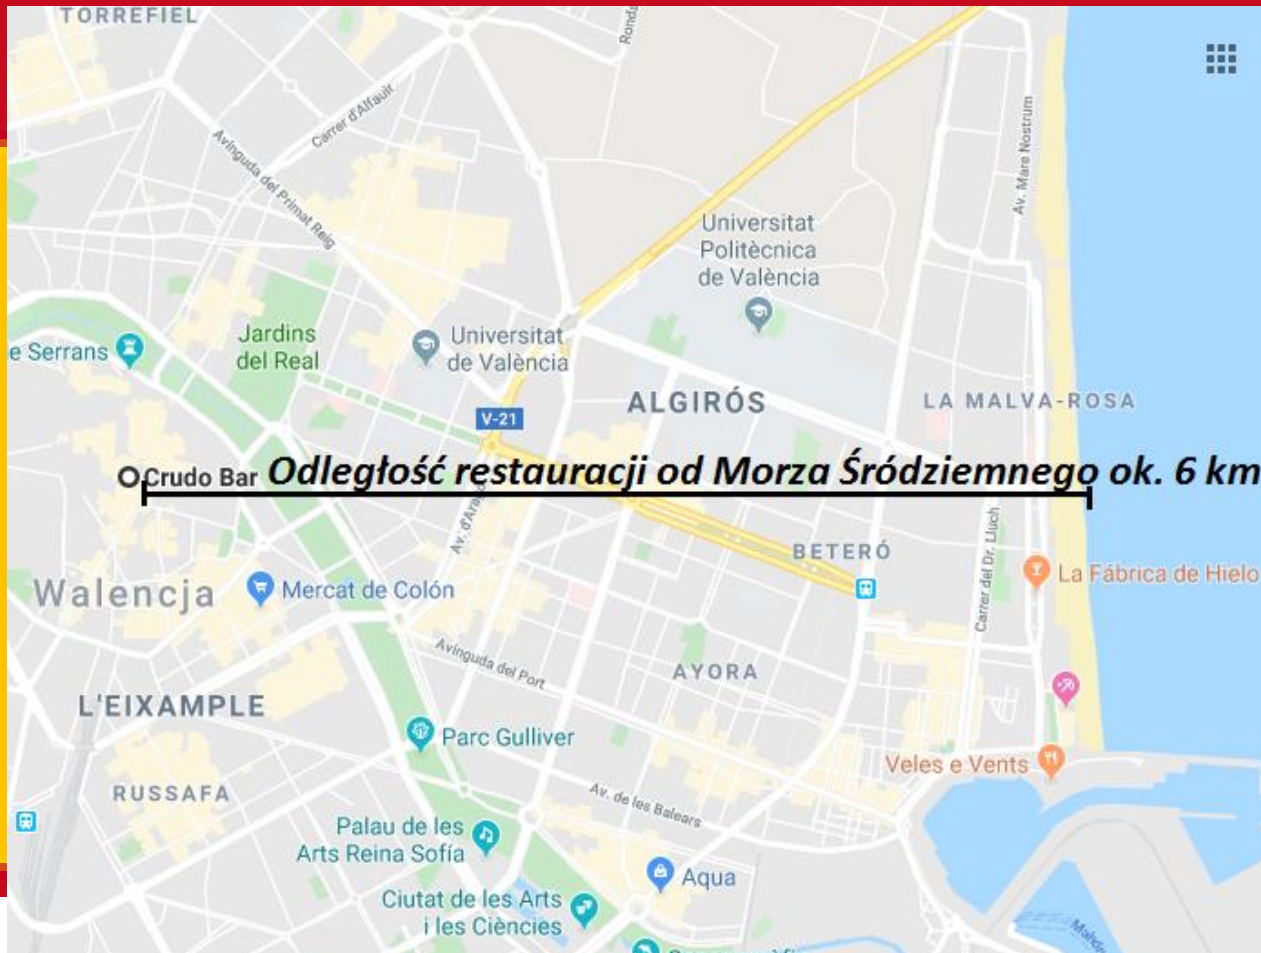 TORREFIEL
Ronda
Carrer d'Alfauir
Av. Mare Nostrum
Avinguda del Primat Reig
Universitat
Politècnica
de València
Jardins
del Real
e Serrans
Universitat
de València
V-21
ALGIRÓS
LA MALVA-ROSA
Crudo Bar
Odległość restauracji od Morza Śródziemnego ok. 6 km
Av. d'Arag
BETERÓ
Carrer del Dr. Lluch
La Fábrica de Hielo
Walencja
Mercat de Colón
Avinguda del Port
AYORA
L'EIXAMPLE
Parc Gulliver
Veles e Vents
RUSSAFA
Av. de les Balears
Palau de les
Arts Reina Sofía
Aqua
Ciutat de les Arts
i les Ciències